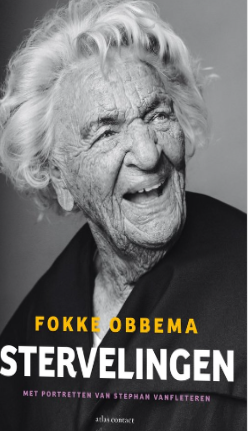 FOKKE OBBEMA
STERVELINGEN
MET PORTRETTEN VAN STEPHAN VANFLETEREN
atlas contact